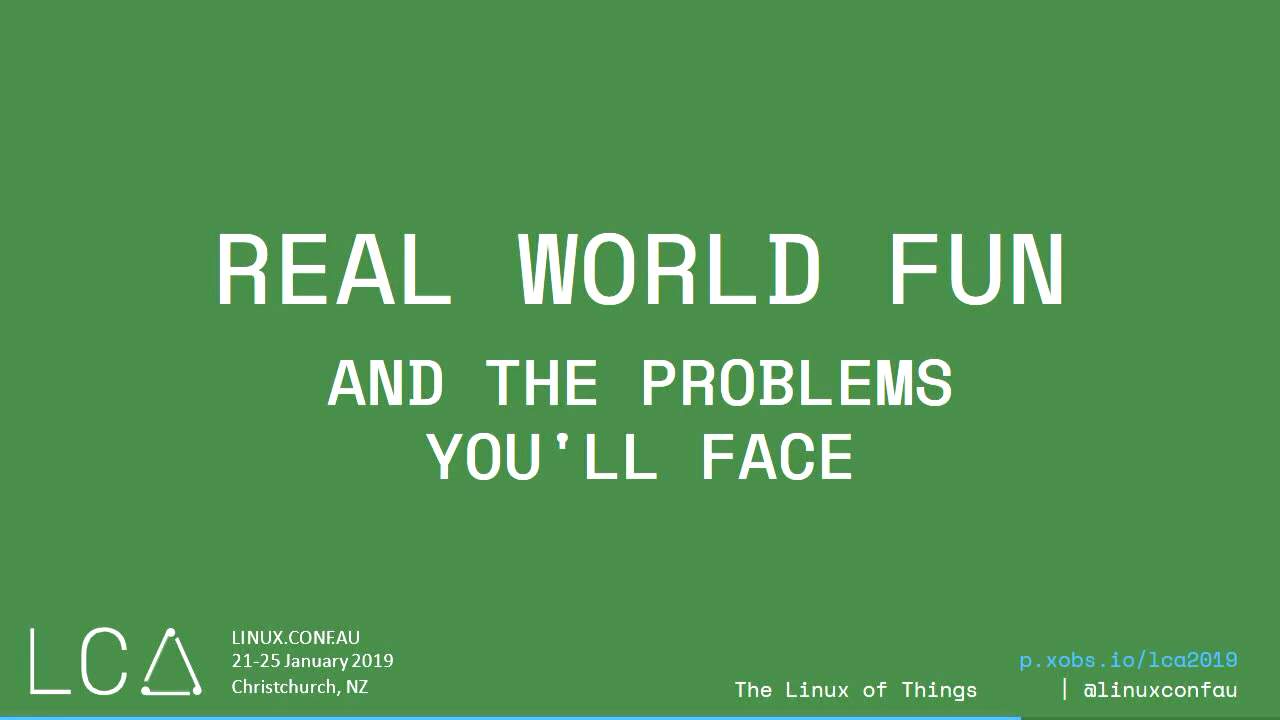 REAL WORLD FUN
AND THE PROBLEMS
YOU'LL FACE
LCA
LINUX.CONF.AU
21-25 January 2019
Christchurch, NZ
The Linux of Things
p.xobs.io/lca2019
| @linuxconfau